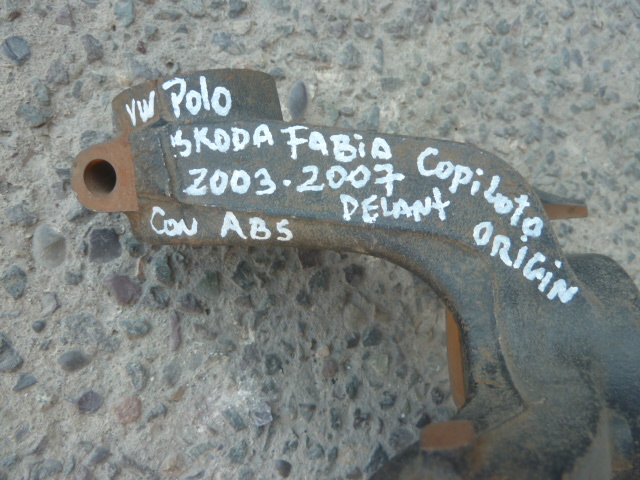 VW Polo
SKODA FABIA
2003-2007
CON ABS
DELANT
Copiloto
ORIGIN